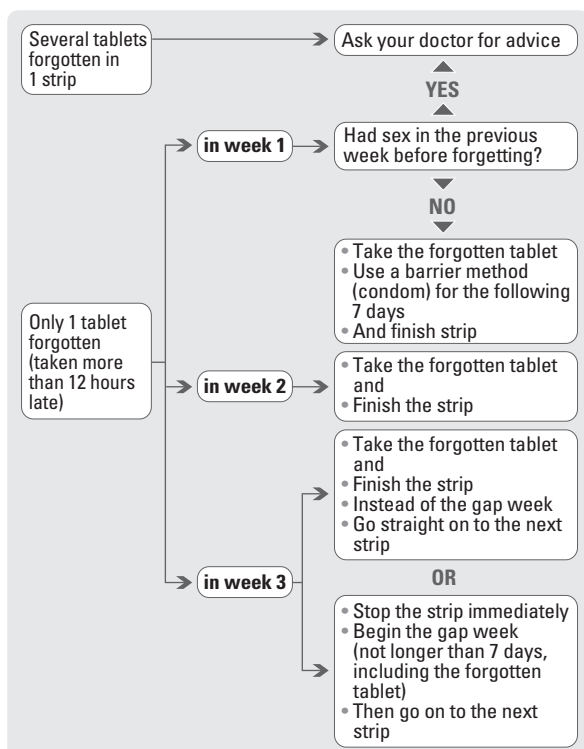 Several tablets
forgotten in
1 strip
Ask your doctor for advice
YES
in week 1
Had sex in the previous
week before forgetting?
NO
• Take the forgotten tablet
• Use a barrier method
(condom) for the following
7 days
• And finish strip
Only 1 tablet
forgotten
(taken more
than 12 hours
late)
in week 2
• Take the forgotten tablet
and
• Finish the strip
in week 3
• Take the forgotten tablet
and
• Finish the strip
• Instead of the gap week
• Go straight on to the next
strip
OR
• Stop the strip immediately
• Begin the gap week
(not longer than 7 days,
including the forgotten
tablet)
• Then go on to the next
strip